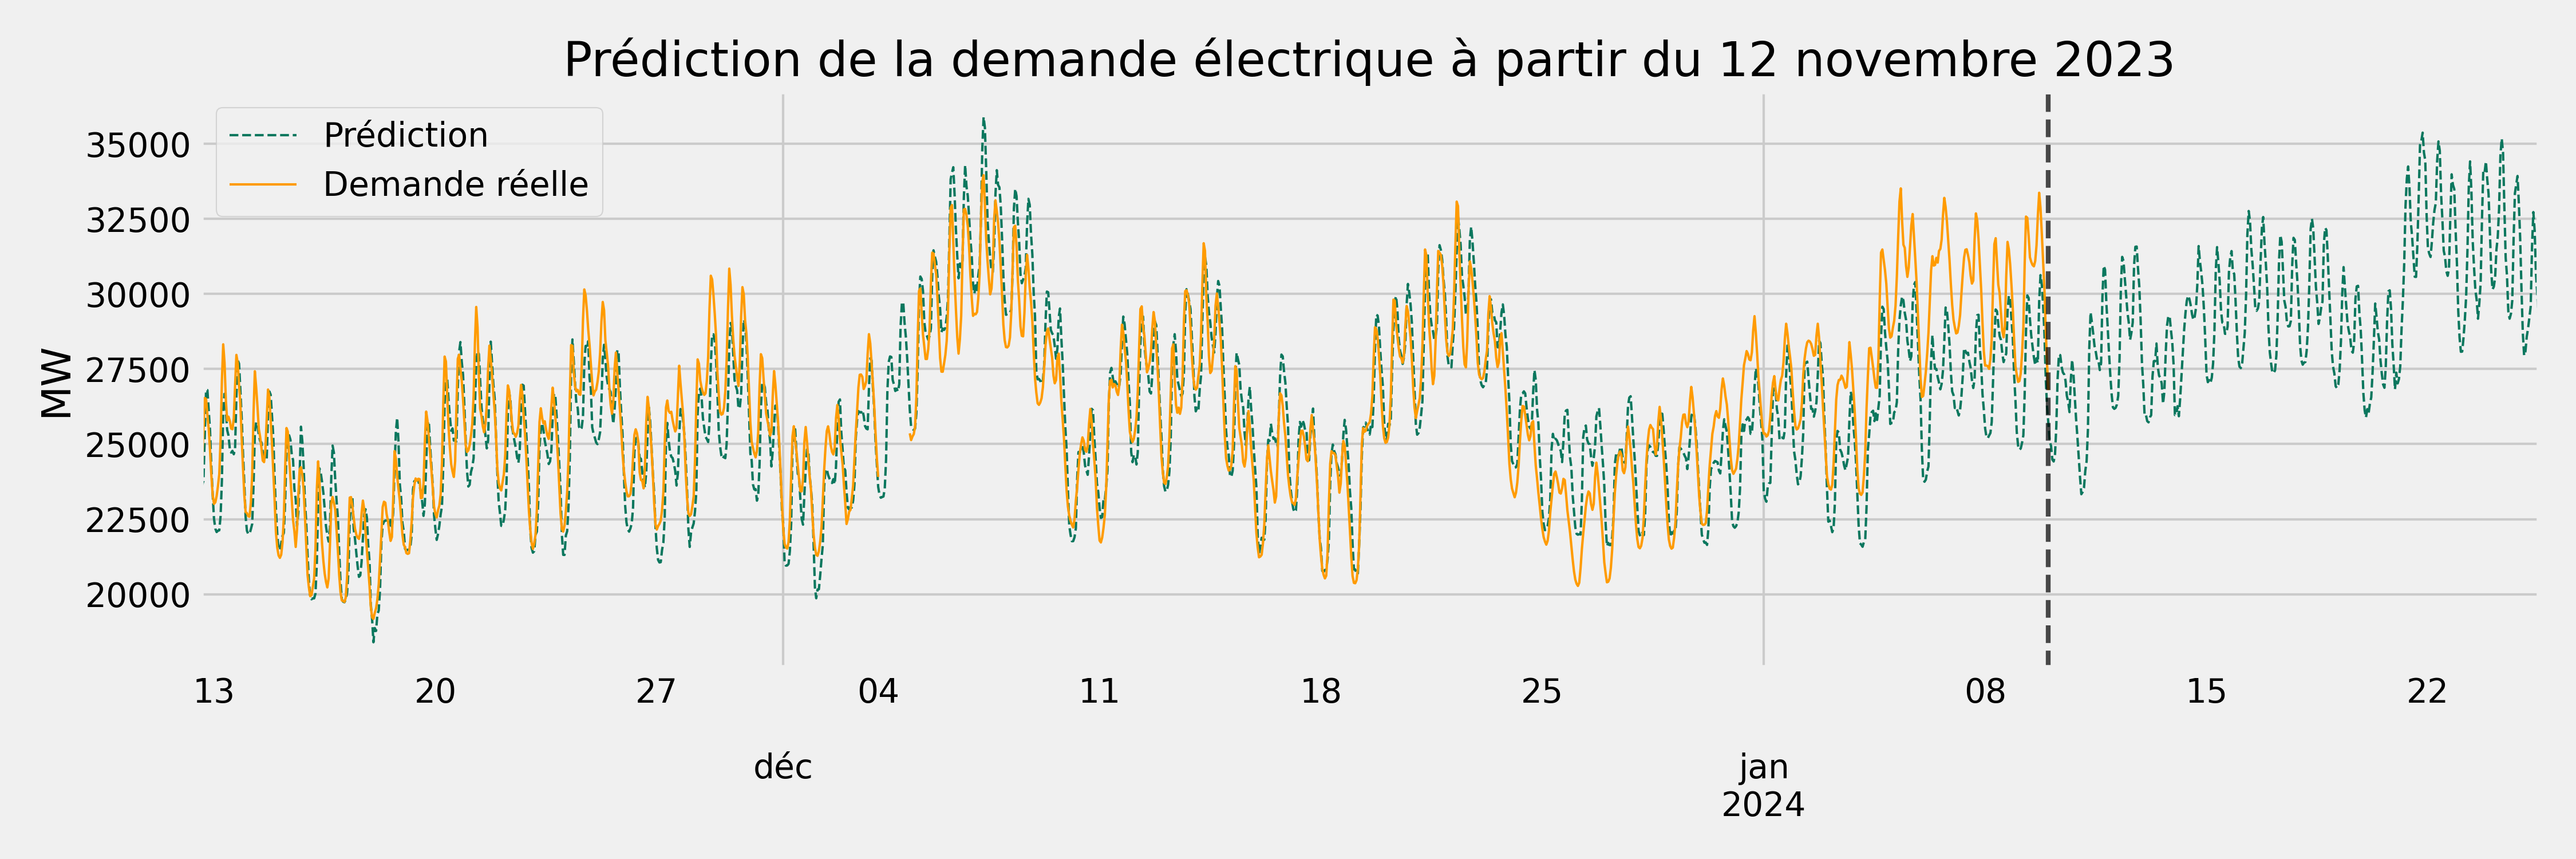 Prédiction de la demande électrique à partir du 12 novembre 2023
Prédiction
Demande réelle
MW
35000
32500
30000
27500
25000
22500
20000
13 20 27 04 11 18 25 08 15 22
déc jan
2024